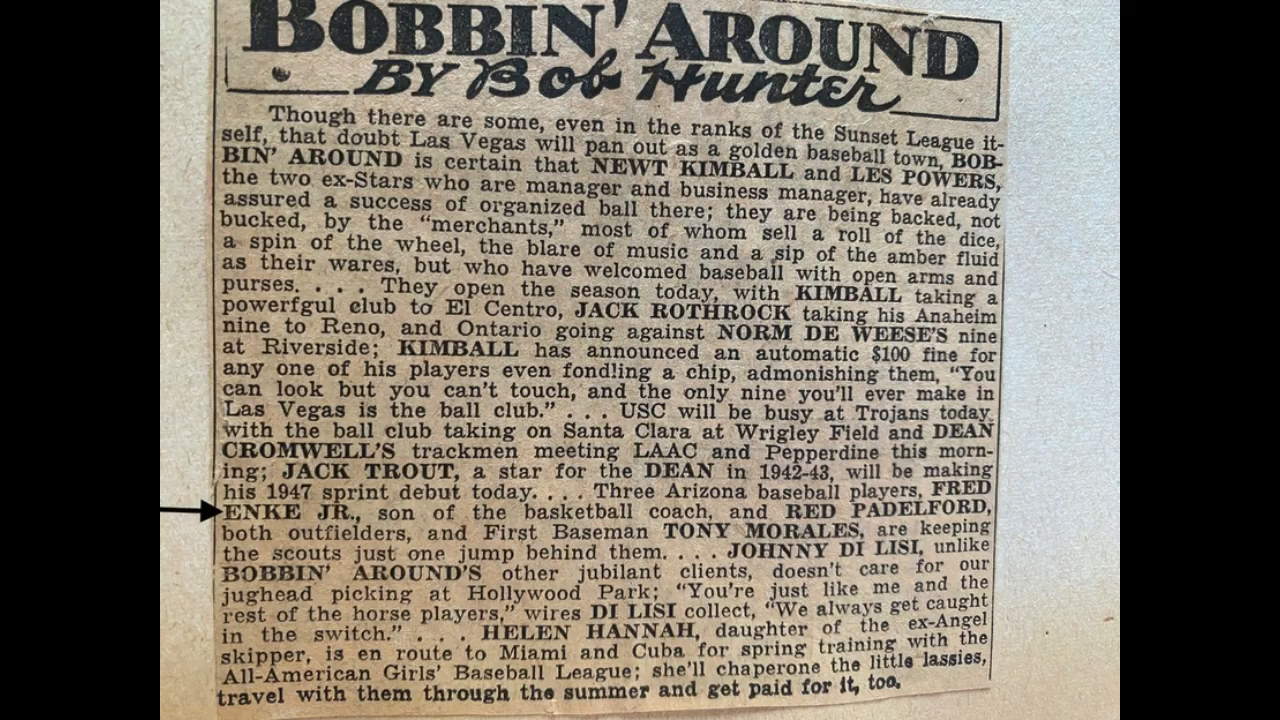 BOBBIN' AROUND
BY Bob Hunter
Though there are some, even in the ranks of the Sunset League it-
self, that doubt Las Vegas will pan out as a golden baseball town, BOB-
BIN' AROUND is certain that NEWT KIMBALL and LES POWERS,
the two ex-Stars who are manager and business manager, have already
assured a success of organized ball there; they are being backed, not
bucked, by the "merchants," most of whom sell a roll of the dice,
a spin of the wheel, the blare of music and a sip of the amber fluid
as their wares, but who have welcomed baseball with open arms and
purses. . . . They open the season today, with KIMBALL taking a
powerfgul club to El Centro, JACK ROTHROCK taking his Anaheim
nine to Reno, and Ontario going against NORM DE WEESE'S nine
at Riverside; KIMBALL has announced an automatic $100 fine for
any one of his players even fondling a chip, admonishing them, "You
can look but you can't touch, and the only nine you'll ever make in
Las Vegas is the ball club." . . . USC will be busy at Trojans today
with the ball club taking on Santa Clara at Wrigley Field and DEAN
CROMWELL'S trackmen meeting LAAC and Pepperdine this morn-
ing; JACK TROUT, a star for the DEAN in 1942-43, will be making
his 1947 sprint debut today. . . . Three Arizona baseball players, FRED
ENKE JR., son of the basketball coach, and RED PADELFORD,
both outfielders, and First Baseman TONY MORALES, are keeping
the scouts just one jump behind them. . . . JOHNNY DI LISI, unlike
BOBBIN' AROUND'S other jubilant clients, doesn't care for our
jughead picking at Hollywood Park; "You're just like me and the
rest of the horse players," wires DI LISI collect, "We always get caught
in the switch." . . . HELEN HANNAH, daughter of the ex-Angel
skipper, is en route to Miami and Cuba for spring training with the
All-American Girls' Baseball League; she'll chaperone the little lassies,
travel with them through the summer and get paid for it, too.